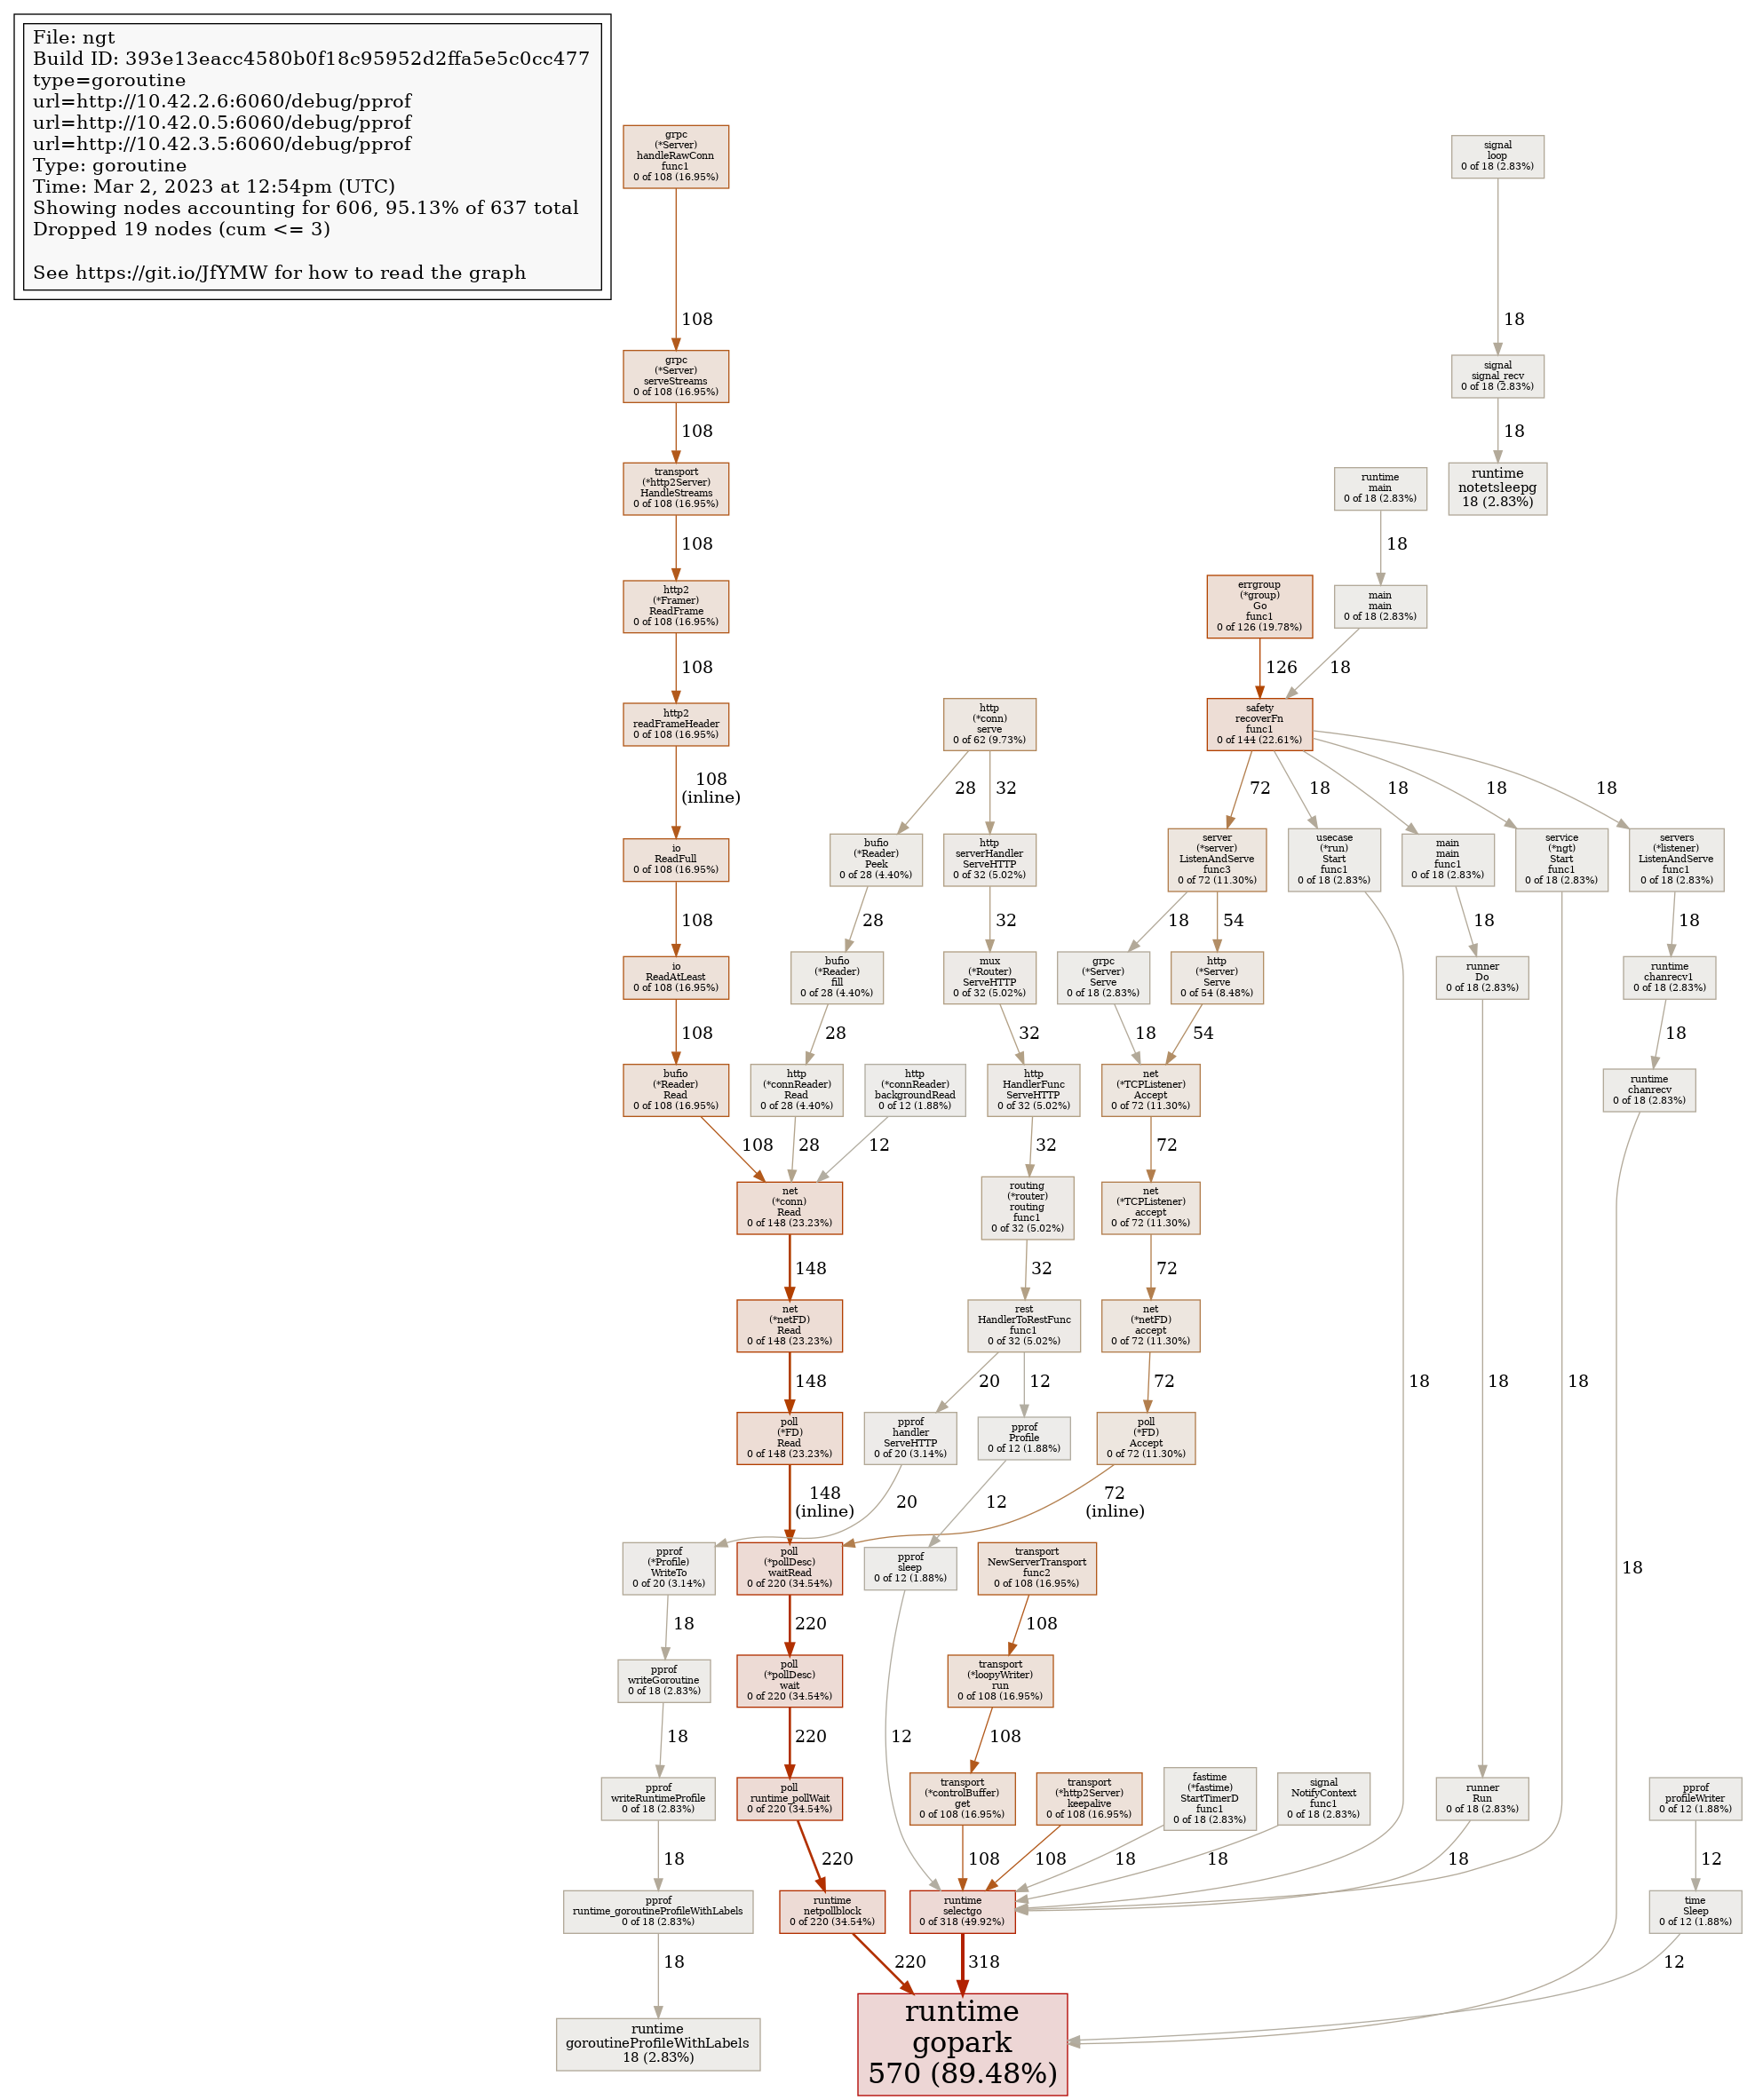 File: ngt
Build ID: 393e13eacc4580b0f18c95952d2ffa5e5c0cc477
type=goroutine
url=http://10.42.2.6:6060/debug/pprof
url=http://10.42.0.5:6060/debug/pprof
url=http://10.42.3.5:6060/debug/pprof
Type: goroutine
Time: Mar 2, 2023 at 12:54pm (UTC)
Showing nodes accounting for 606, 95.13% of 637 total
Dropped 19 nodes (cum <= 3)
See https://git.io/JfYMW for how to read the graph
grpc
(*Server)
handleRawConn
func1
0 of 108 (16.95%)
signal
loop
0 of 18 (2.83%)
108
18
grpc
(*Server)
serveStreams
0 of 108 (16.95%)
signal
signal_recv
0 of 18 (2.83%)
108
18
transport
(*http2Server)
HandleStreams
0 of 108 (16.95%)
runtime
main
0 of 18 (2.83%)
runtime
notetsleepg
18 (2.83%)
108
18
http2
(*Framer)
ReadFrame
0 of 108 (16.95%)
errgroup
(*group)
Go
func1
0 of 126 (19.78%)
main
main
0 of 18 (2.83%)
108
126
18
http2
readFrameHeader
0 of 108 (16.95%)
http
(*conn)
serve
0 of 62 (9.73%)
safety
recoverFn
func1
0 of 144 (22.61%)
108
(inline)
28
32
72
18
18
18
18
io
ReadFull
0 of 108 (16.95%)
bufio
(*Reader)
Peek
0 of 28 (4.40%)
http
serverHandler
ServeHTTP
0 of 32 (5.02%)
server
(*server)
ListenAndServe
func3
0 of 72 (11.30%)
usecase
(*run)
Start
func1
0 of 18 (2.83%)
main
main
func1
0 of 18 (2.83%)
service
(*ngt)
Start
func1
0 of 18 (2.83%)
servers
(*listener)
ListenAndServe
func1
0 of 18 (2.83%)
108
28
32
18
54
18
18
io
ReadAtLeast
0 of 108 (16.95%)
bufio
(*Reader)
fill
0 of 28 (4.40%)
mux
(*Router)
ServeHTTP
0 of 32 (5.02%)
grpc
(*Server)
Serve
0 of 18 (2.83%)
http
(*Server)
Serve
0 of 54 (8.48%)
runner
Do
0 of 18 (2.83%)
runtime
chanrecv1
0 of 18 (2.83%)
108
28
32
18
54
18
bufio
(*Reader)
Read
0 of 108 (16.95%)
http
(*connReader)
Read
0 of 28 (4.40%)
http
(*connReader)
backgroundRead
0 of 12 (1.88%)
http
HandlerFunc
ServeHTTP
0 of 32 (5.02%)
net
(*TCPListener)
Accept
0 of 72 (11.30%)
runtime
chanrecv
0 of 18 (2.83%)
108
28
12
32
72
net
(*conn)
Read
0 of 148 (23.23%)
routing
(*router)
routing
func1
0 of 32 (5.02%)
net
(*TCPListener)
accept
0 of 72 (11.30%)
148
32
72
net
(*netFD)
Read
0 of 148 (23.23%)
rest
HandlerToRestFunc
func1
0 of 32 (5.02%)
net
(*netFD)
accept
0 of 72 (11.30%)
148
20
12
72
18
18
18
poll
(*FD)
Read
0 of 148 (23.23%)
pprof
handler
ServeHTTP
0 of 20 (3.14%)
pprof
Profile
0 of 12 (1.88%)
poll
(*FD)
Accept
0 of 72 (11.30%)
148
(inline)
20
12
72
(inline)
pprof
(*Profile)
WriteTo
0 of 20 (3.14%)
poll
(*pollDesc)
waitRead
0 of 220 (34.54%)
pprof
sleep
0 of 12 (1.88%)
transport
NewServerTransport
func2
0 of 108 (16.95%)
18
18
220
108
pprof
writeGoroutine
0 of 18 (2.83%)
poll
(*pollDesc)
wait
0 of 220 (34.54%)
transport
(*loopyWriter)
run
0 of 108 (16.95%)
18
220
12
108
pprof
writeRuntimeProfile
0 of 18 (2.83%)
poll
runtime_pollWait
0 of 220 (34.54%)
transport
(*controlBuffer)
get
0 of 108 (16.95%)
transport
(*http2Server)
keepalive
0 of 108 (16.95%)
fastime
(*fastime)
StartTimerD
func1
0 of 18 (2.83%)
signal
NotifyContext
func1
0 of 18 (2.83%)
runner
Run
0 of 18 (2.83%)
pprof
profileWriter
0 of 12 (1.88%)
18
220
108
108
18
18
18
12
pprof
runtime_goroutineProfileWithLabels
0 of 18 (2.83%)
runtime
netpollblock
0 of 220 (34.54%)
runtime
selectgo
0 of 318 (49.92%)
time
Sleep
0 of 12 (1.88%)
18
220
318
12
runtime
goroutineProfileWithLabels
18 (2.83%)
runtime
gopark
570 (89.48%)